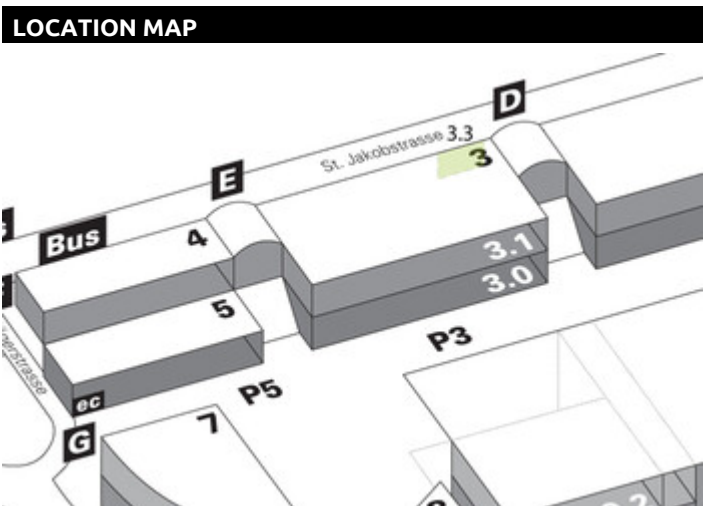 LOCATION MAP
D
St. Jakobstrasse 3.3
3
E
4
Bus
3.1
3.0
5
P3
P5
ec
7
G